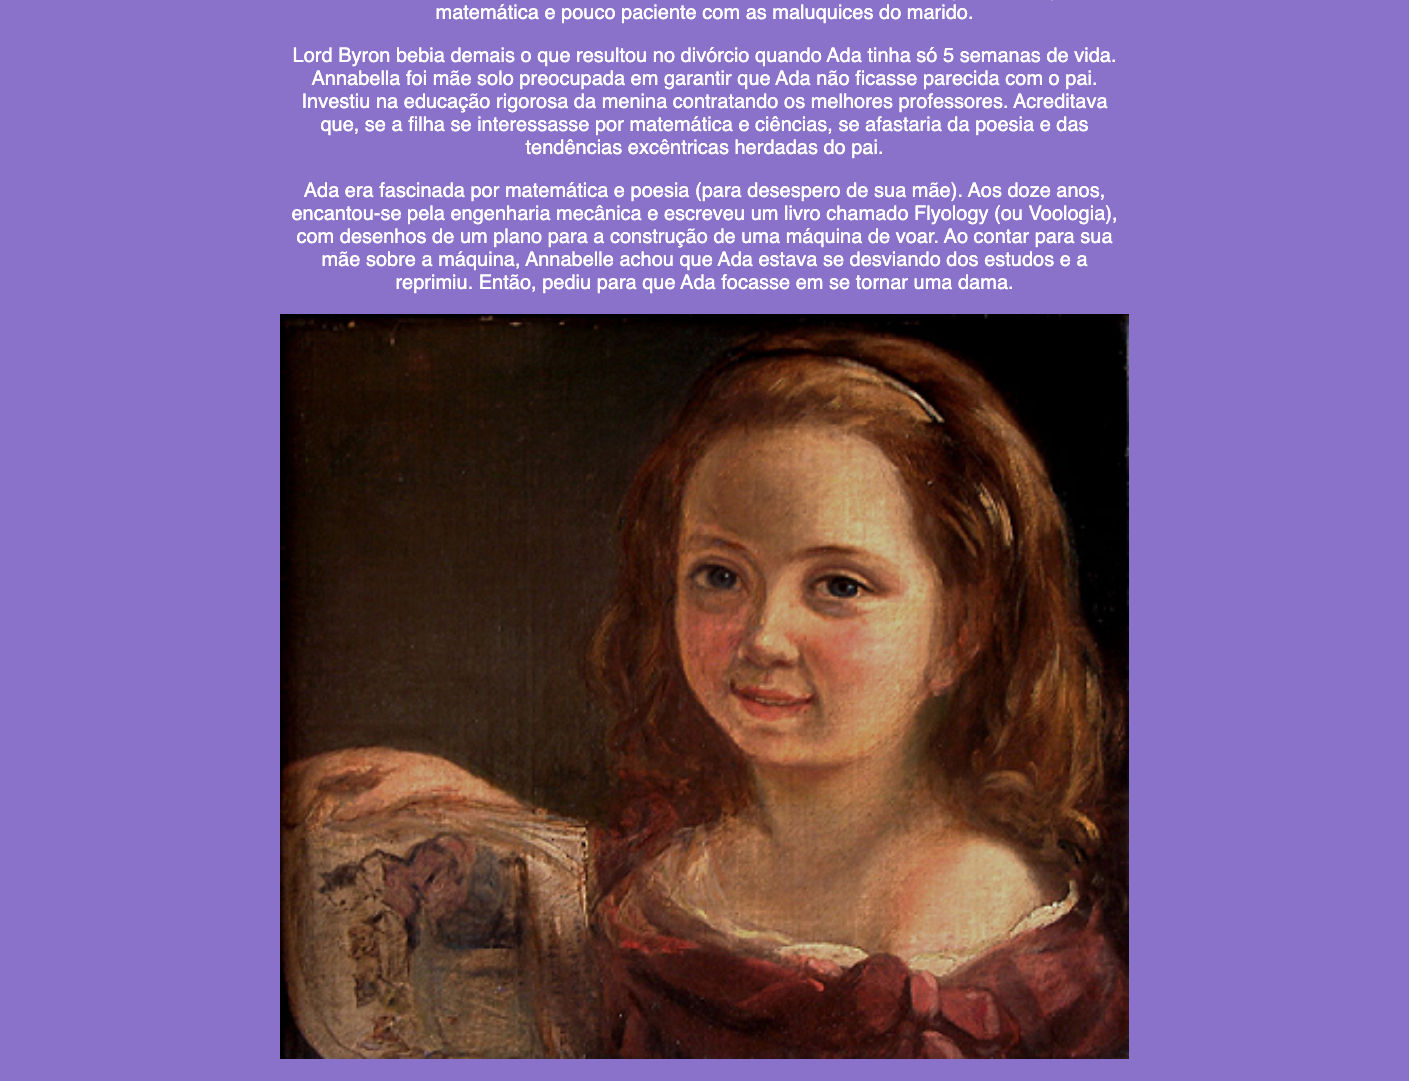 matemática e pouco paciente com as maluquices do marido.
Lord Byron bebia demais o que resultou no divórcio quando Ada tinha só 5 semanas de vida.
Annabella foi mãe solo preocupada em garantir que Ada não ficasse parecida com o pai.
Investiu na educação rigorosa da menina contratando os melhores professores. Acreditava
que, se a filha se interessasse por matemática e ciências, se afastaria da poesia e das
tendências excêntricas herdadas do pai.
Ada era fascinada por matemática e poesia (para desespero de sua mãe). Aos doze anos,
encantou-se pela engenharia mecânica e escreveu um livro chamado Flyology (ou Voologia),
com desenhos de um plano para a construção de uma máquina de voar. Ao contar para sua
mãe sobre a máquina, Annabelle achou que Ada estava se desviando dos estudos e a
reprimiu. Então, pediu para que Ada focasse em se tornar uma dama.